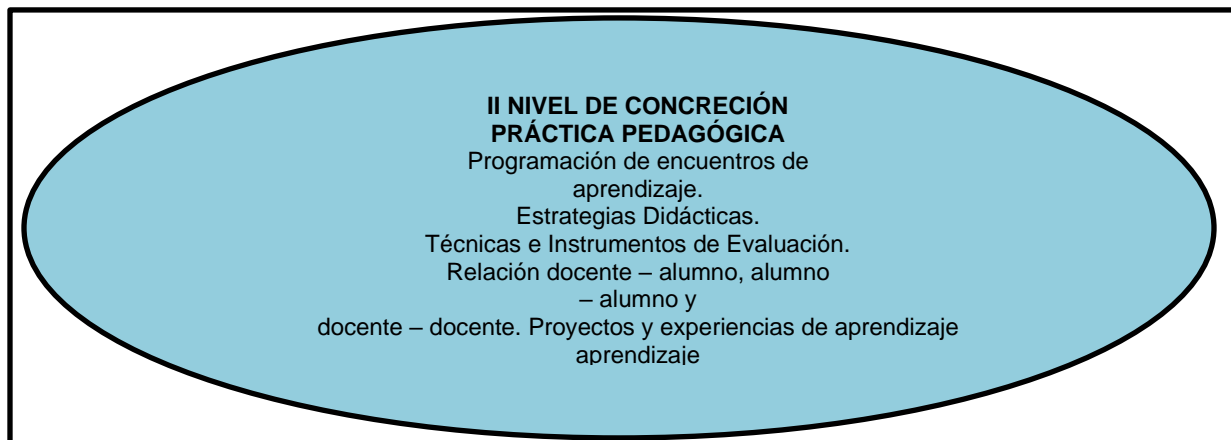 II NIVEL DE CONCRECIÓN
PRÁCTICA PEDAGÓGICA
Programación de encuentros de
aprendizaje.
Estrategias Didácticas.
Técnicas e Instrumentos de Evaluación.
Relación docente – alumno, alumno
– alumno y
docente – docente. Proyectos y experiencias de aprendizaje
aprendizaje